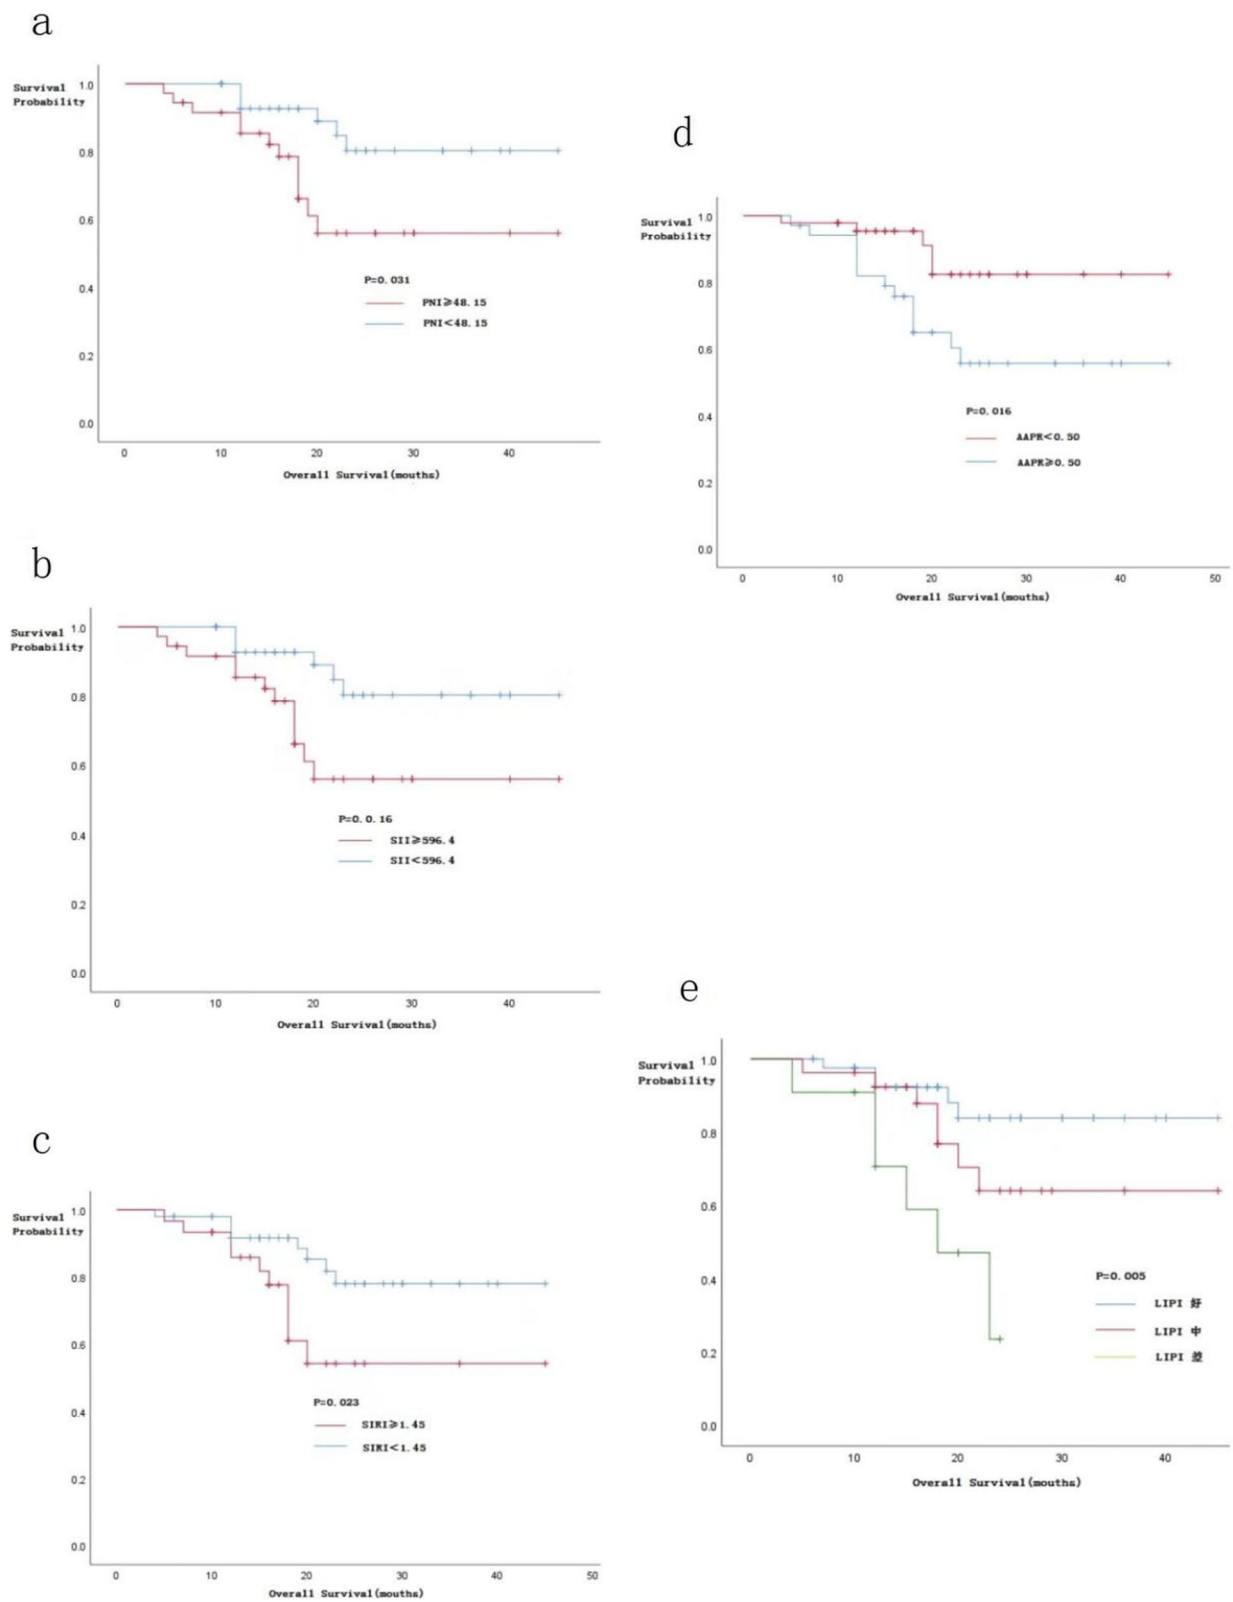 a
Survival
Probability
1.0
0.8
0.6
0.4
0.2
0.0
P=0.031
PNI≥48.15
PNI<48.15
0 10 20 30 40
Overall Survival(mouths)
b
Survival
Probability
1.0
0.8
0.6
0.4
0.2
0.0
P=0.0.16
SII≥596.4
SII<596.4
0 10 20 30 40
Overall Survival(mouths)
c
Survival
Probability
1.0
0.8
0.6
0.4
0.2
0.0
P=0.023
SIRI≥1.45
SIRI<1.45
0 10 20 30 40 50
Overall Survival(mouths)
d
Survival
Probability
1.0
0.8
0.6
0.4
0.2
0.0
P=0.016
AAPR<0.50
AAPR≥0.50
0 10 20 30 40 50
Overall Survival(mouths)
e
Survival
Probability
1.0
0.8
0.6
0.4
0.2
0.0
P=0.005
LIPI 好
LIPI 中
LIPI 差
0 10 20 30 40
Overall Survival(mouths)